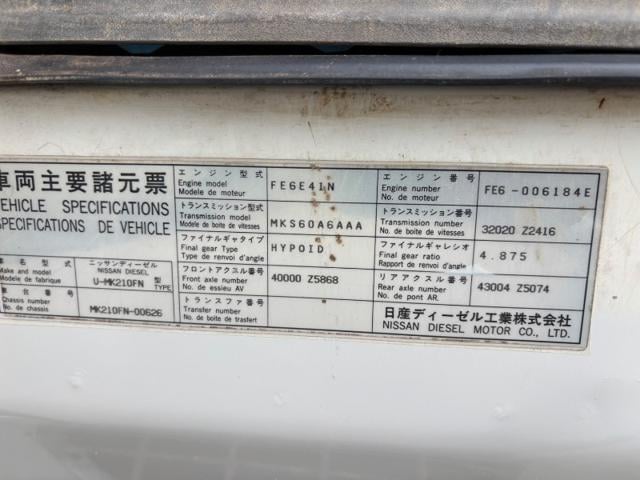 車両主要諸元票
VEHICLE SPECIFICATIONS
SPECIFICATIONS DE VEHICLE
車名 型式
Make and model
Modele de fabrique
ニッサンディーゼル
NISSAN DIESEL
U-MK210FN 型
TYPE
車台番号
Chassis number
No. de chassis
MK210FN-00626
エンジン型式
Engine model
Modele de moteur
FE6E41N
エンジン番号
Engine number
No. de moteur
FE6-006184E
トランスミッション型式
Transmission model
Modele de boite de vitesses
MKS60A6AAA
トランスミッション番号
Transmission number
No. de boite de vitesses
32020 Z2416
ファイナルギヤタイプ
Final gear Type
Type de renvoi d'angle
HYPOID
ファイナルギャレシオ
Final gear ratio
Rapport de renvoi d'angle
4.875
フロントアクスル番号
Front axle number
No. de essieu AV
40000 Z5868
リアアクスル番号
Rear axle number
No. de pont AR.
43004 Z5074
トランスファ番号
Transfer number
No. de boite de trasfert
日産ディーゼル工業株式会社
NISSAN DIESEL MOTOR CO., LTD.